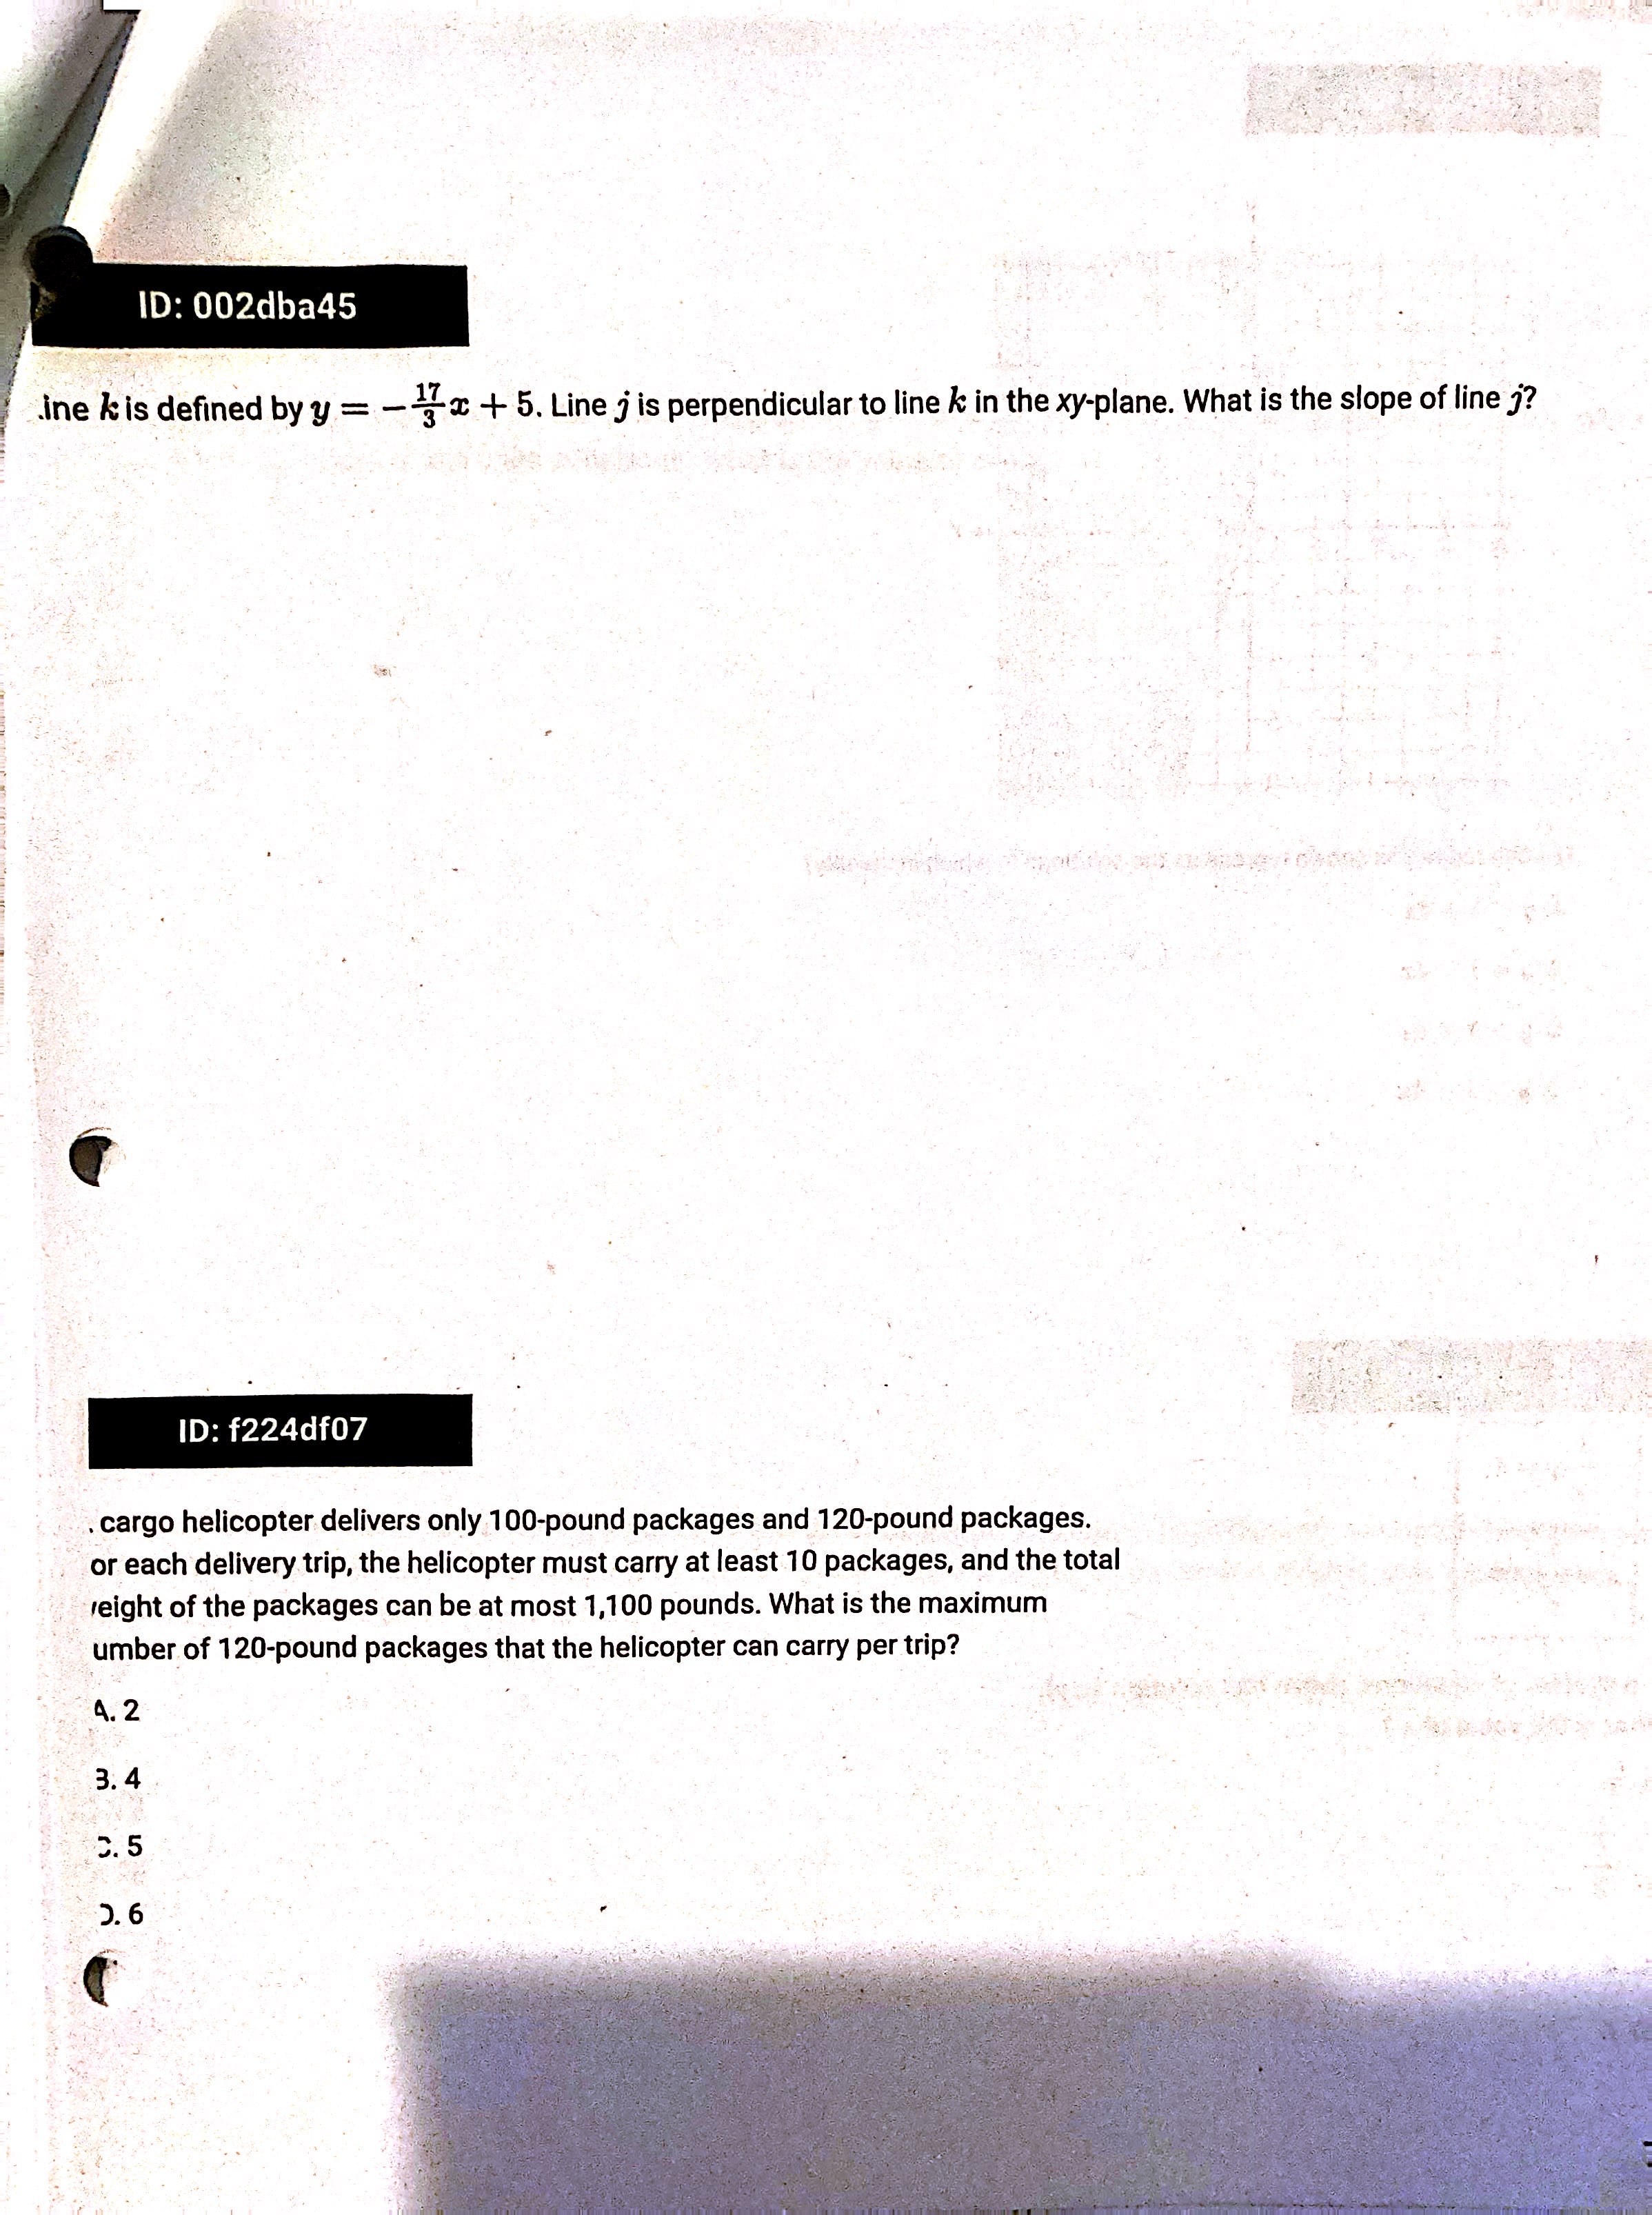 ID: 002dba45
ine k is defined by y = -17/3 x + 5. Line j is perpendicular to line k in the xy-plane. What is the slope of line j?
ID: f224df07
cargo helicopter delivers only 100-pound packages and 120-pound packages.
or each delivery trip, the helicopter must carry at least 10 packages, and the total
eight of the packages can be at most 1,100 pounds. What is the maximum
umber of 120-pound packages that the helicopter can carry per trip?
A. 2
B. 4
C. 5
D. 6